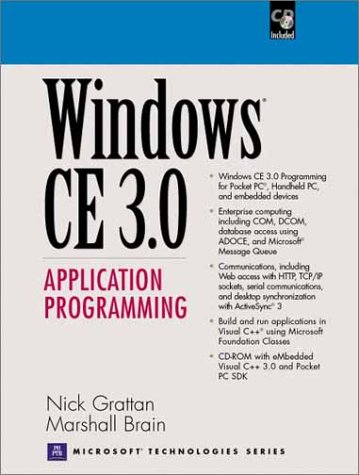 CD
Included
Windows®
CE 3.0
APPLICATION
PROGRAMMING
• Windows CE 3.0 Programming
for Pocket PC®, Handheld PC,
and embedded devices
• Enterprise computing
including COM, DCOM,
database access using
ADOCE, and Microsoft®
Message Queue
• Communications, including
Web access with HTTP, TCP/IP
sockets, serial communications,
and desktop synchronization
with ActiveSync® 3
• Build and run applications in
Visual C++® using Microsoft
Foundation Classes
• CD-ROM with eMbedded
Visual C++ 3.0 and Pocket
PC SDK
Nick Grattan
Marshall Brain
PH
PTR
MICROSOFT® TECHNOLOGIES SERIES